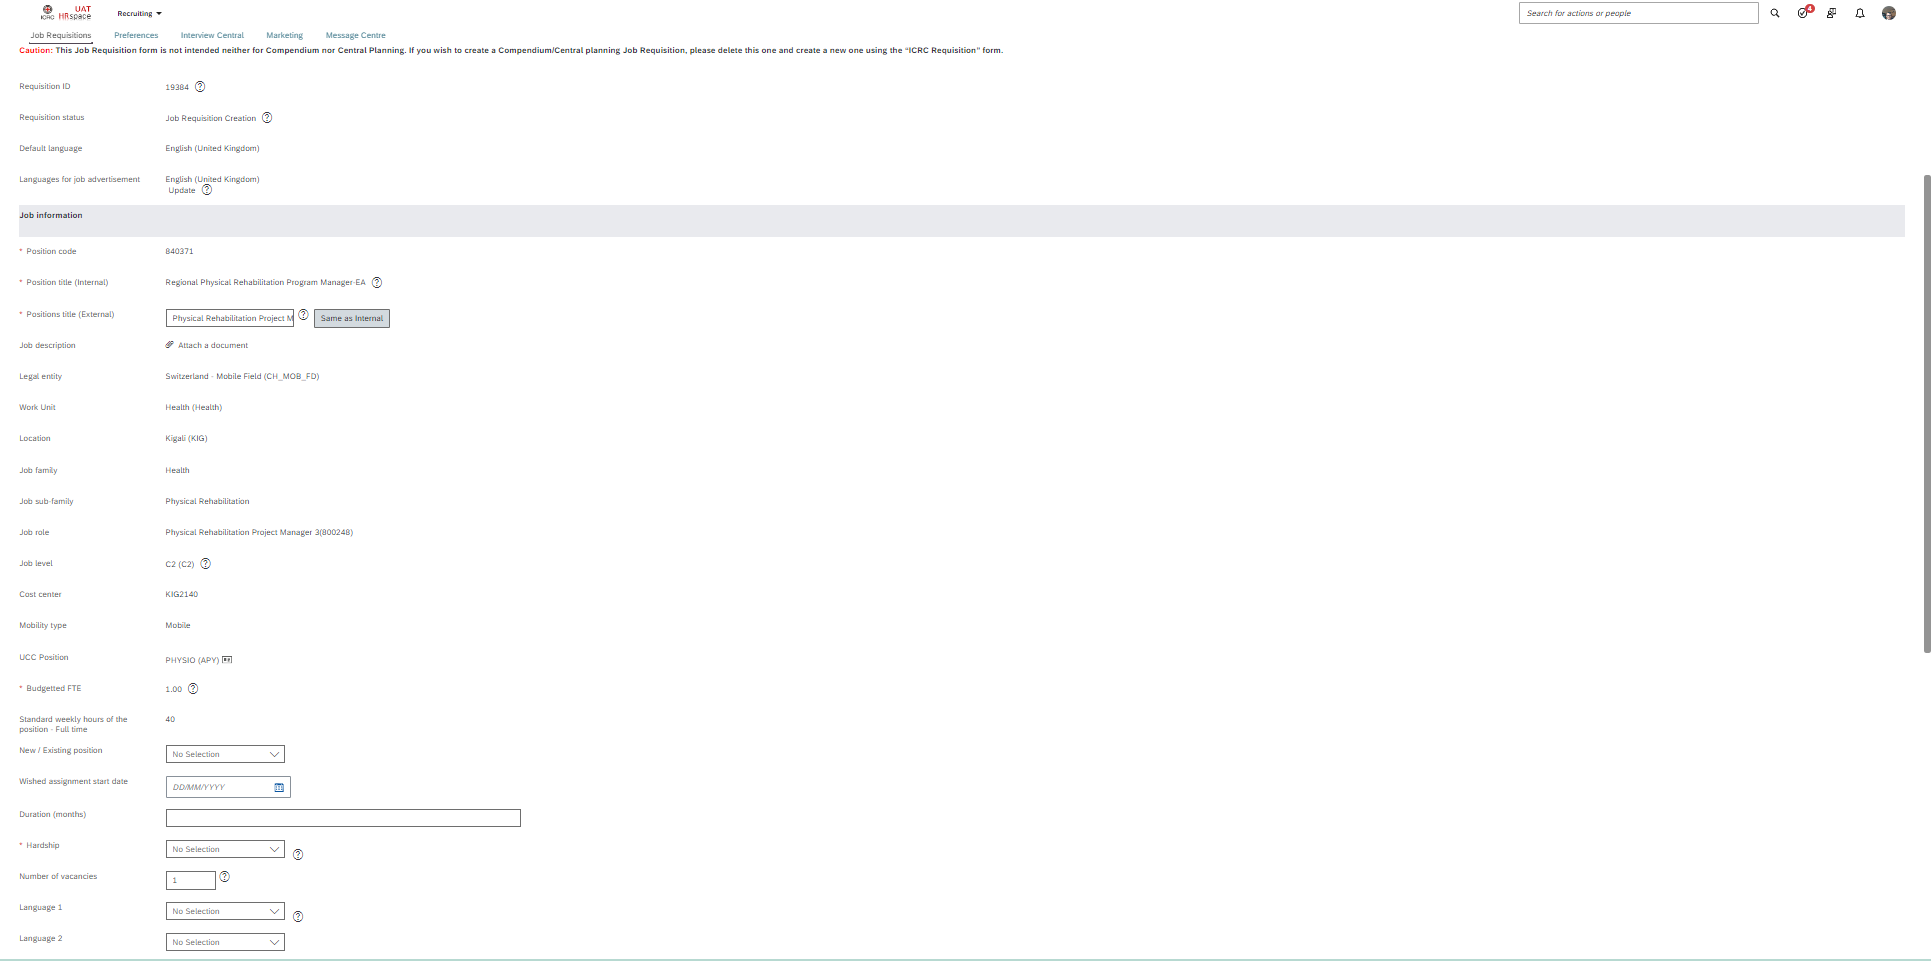 ICRC
UAT
HRspace
Recruiting
Search for actions or people
4
Job Requisitions
Preferences
Interview Central
Marketing
Message Centre
Caution: This Job Requisition form is not intended neither for Compendium nor Central Planning. If you wish to create a Compendium/Central planning Job Requisition, please delete this one and create a new one using the “ICRC Requisition” form.
Requisition ID
19384 ?
Requisition status
Job Requisition Creation ?
Default language
English (United Kingdom)
Languages for job advertisement
English (United Kingdom)
Update ?
Job information
* Position code
840371
* Position title (Internal)
Regional Physical Rehabilitation Program Manager-EA ?
* Positions title (External)
Physical Rehabilitation Project M ? Same as Internal
Job description
Attach a document
Legal entity
Switzerland - Mobile Field (CH_MOB_FD)
Work Unit
Health (Health)
Location
Kigali (KIG)
Job family
Health
Job sub-family
Physical Rehabilitation
Job role
Physical Rehabilitation Project Manager 3(800248)
Job level
C2 (C2) ?
Cost center
KIG2140
Mobility type
Mobile
UCC Position
PHYSIO (APY)
* Budgetted FTE
1.00 ?
Standard weekly hours of the
position - Full time
40
New / Existing position
No Selection
Wished assignment start date
DD/MM/YYYY
Duration (months)
* Hardship
No Selection ?
Number of vacancies
1 ?
Language 1
No Selection ?
Language 2
No Selection